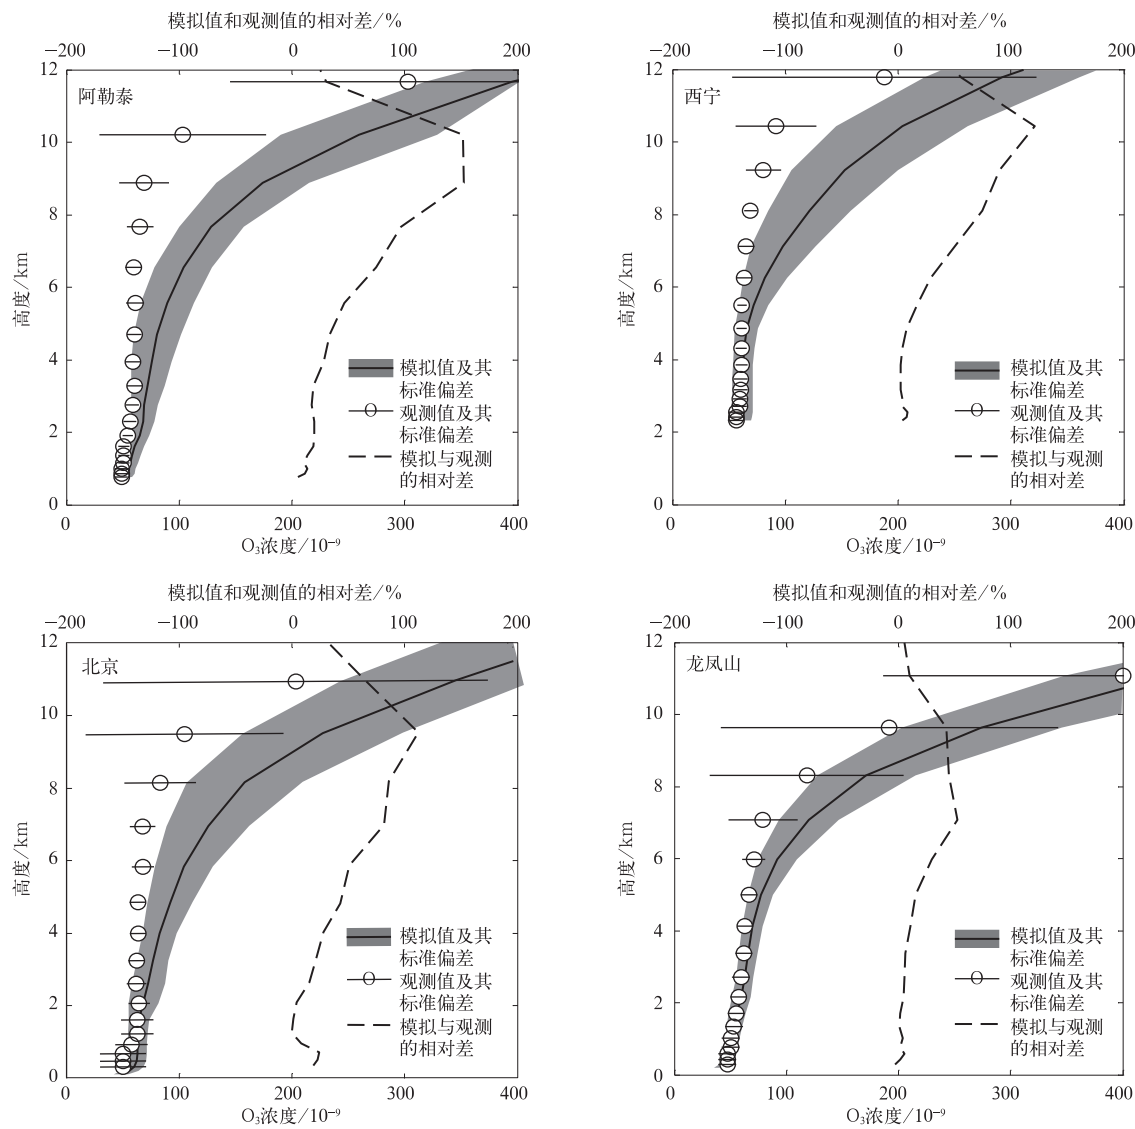 模拟值和观测值的相对差/%
−200 −100 0 100 200
12
10
8
6
4
2
0
高度/km
阿勒泰
模拟值及其
标准偏差
观测值及其
标准偏差
模拟与观测
的相对差
0 100 200 300 400
O₃浓度/10⁻⁹
模拟值和观测值的相对差/%
−200 −100 0 100 200
12
10
8
6
4
2
0
高度/km
西宁
模拟值及其
标准偏差
观测值及其
标准偏差
模拟与观测
的相对差
0 100 200 300 400
O₃浓度/10⁻⁹
模拟值和观测值的相对差/%
−200 −100 0 100 200
12
10
8
6
4
2
0
高度/km
北京
模拟值及其
标准偏差
观测值及其
标准偏差
模拟与观测
的相对差
0 100 200 300 400
O₃浓度/10⁻⁹
模拟值和观测值的相对差/%
−200 −100 0 100 200
12
10
8
6
4
2
0
高度/km
龙凤山
模拟值及其
标准偏差
观测值及其
标准偏差
模拟与观测
的相对差
0 100 200 300 400
O₃浓度/10⁻⁹